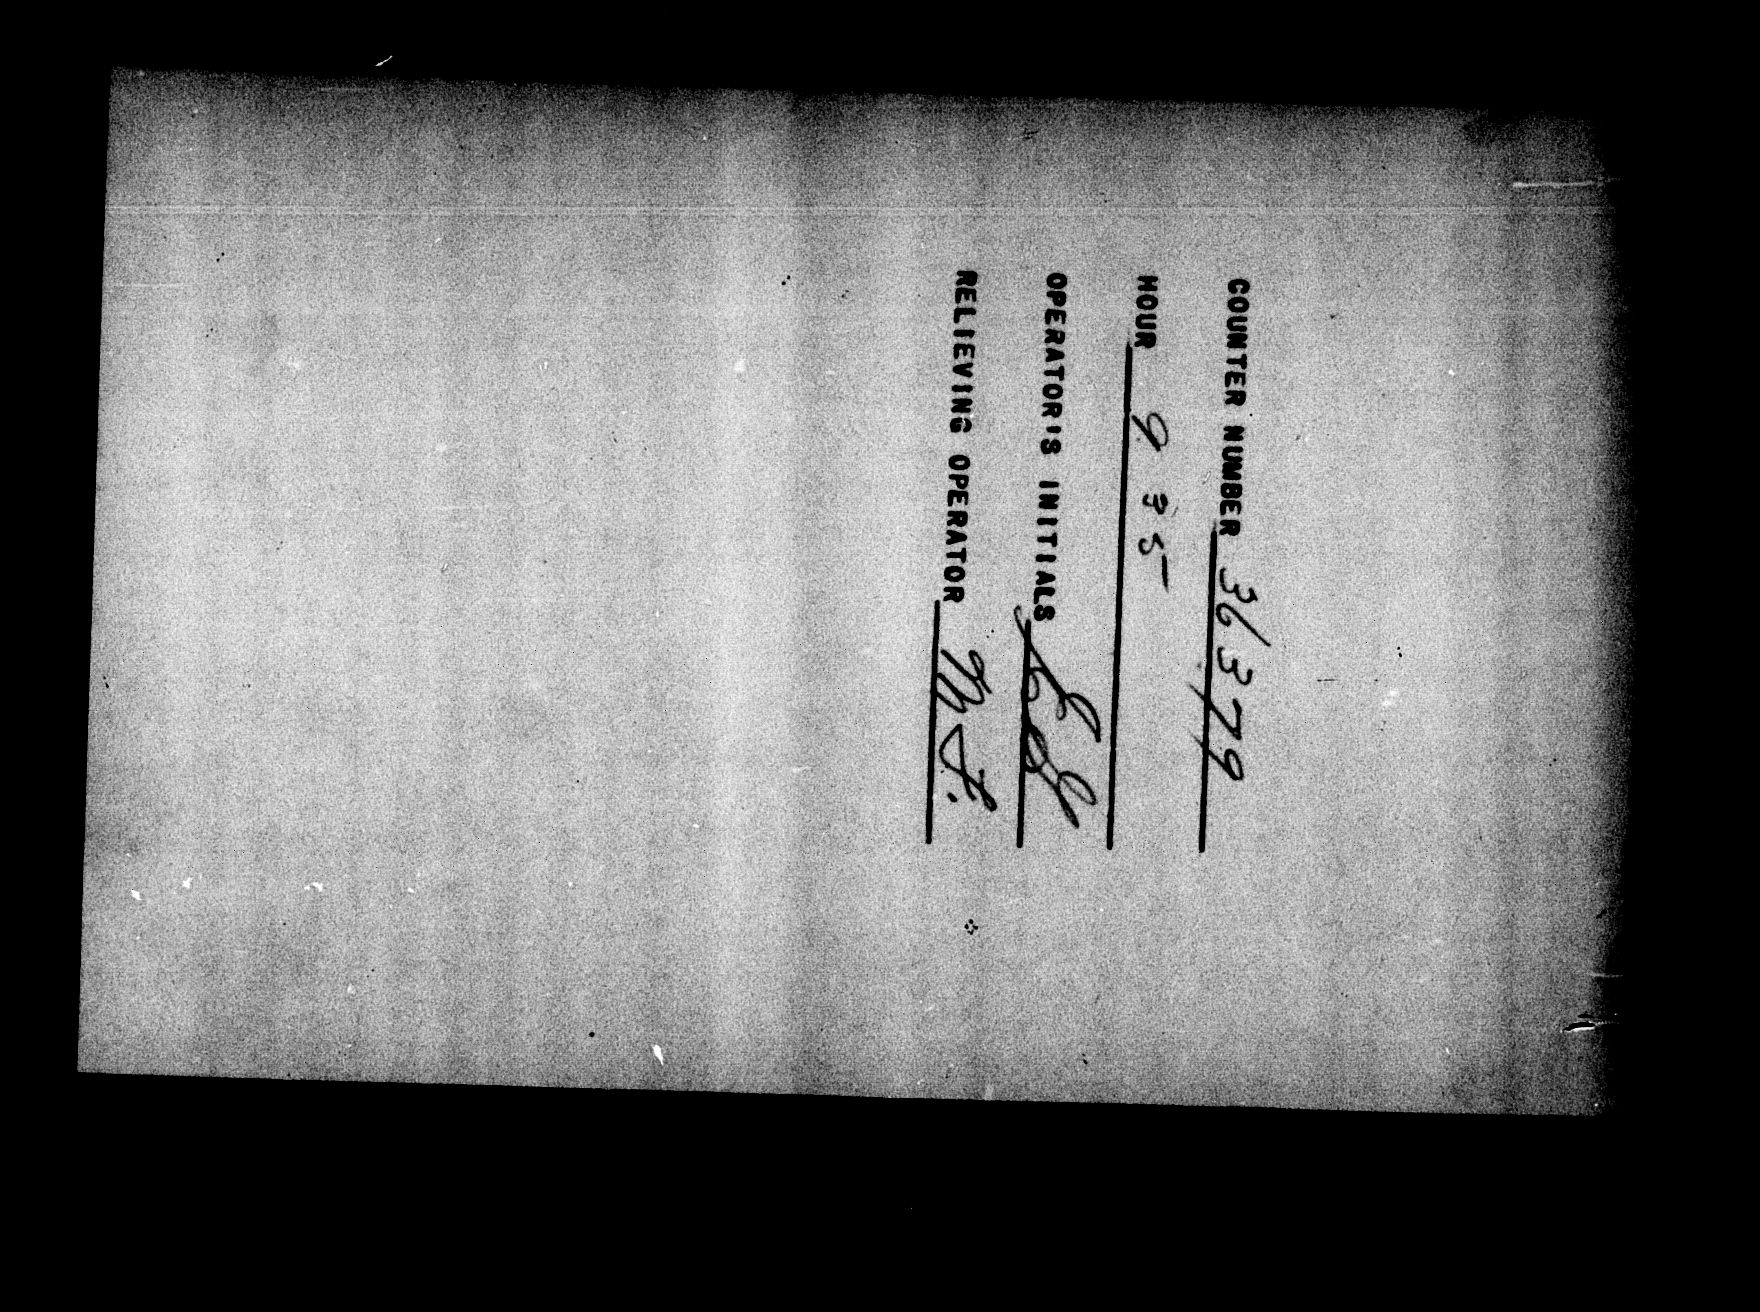 COUNTER NUMBER 36379
HOUR 9 35
OPERATOR'S INITIALS
RELIEVING OPERATOR M.F.